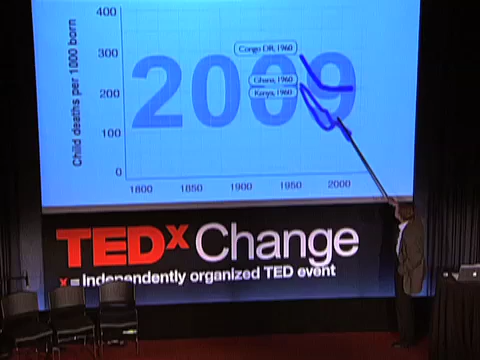 400
300
200
100
0
Child deaths per 1000 born
2009
Congo DR, 1960
Ghana, 1960
Kenya, 1960
1800 1850 1900 1950 2000
TEDx Change
x = Independently organized TED event